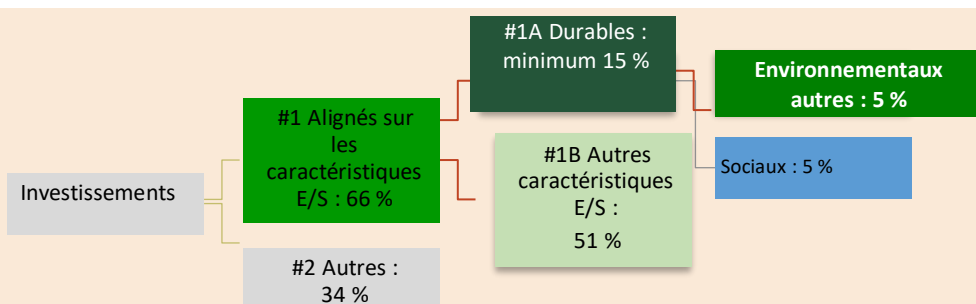 Investissements
#1 Alignés sur
les
caractéristiques
E/S : 66 %
#2 Autres :
34 %
#1A Durables :
minimum 15 %
#1B Autres
caractéristiques
E/S :
51 %
Environnementaux
autres : 5 %
Sociaux : 5 %